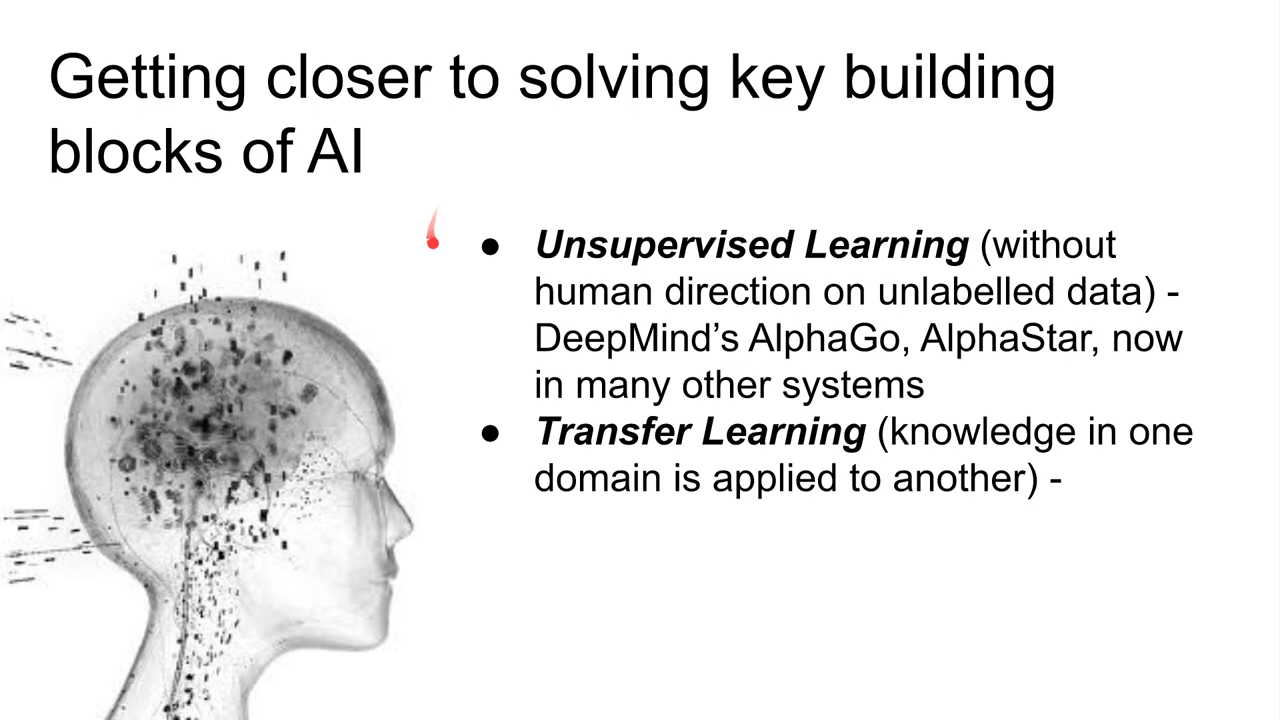 Getting closer to solving key building
blocks of AI
● Unsupervised Learning (without
human direction on unlabelled data) -
DeepMind’s AlphaGo, AlphaStar, now
in many other systems
● Transfer Learning (knowledge in one
domain is applied to another) -